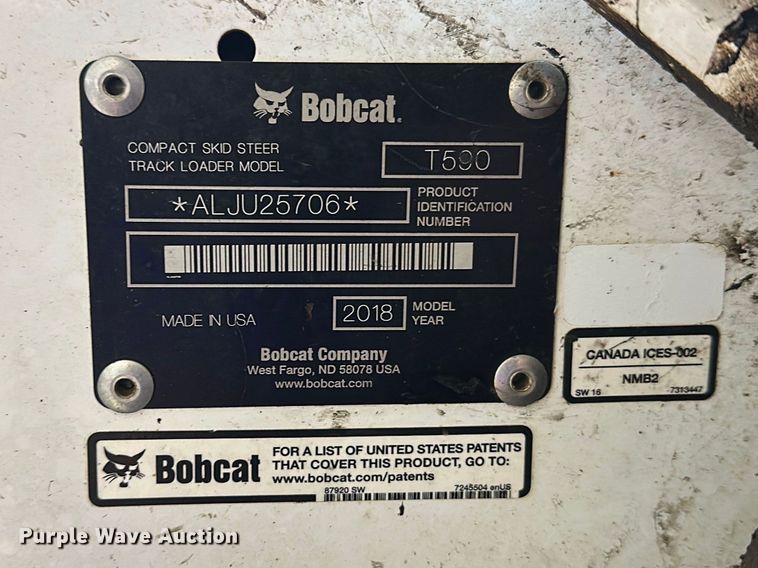 Bobcat®
COMPACT SKID STEER
TRACK LOADER MODEL
T590
*ALJU25706*
PRODUCT
IDENTIFICATION
NUMBER
MADE IN USA
2018
MODEL
YEAR
Bobcat Company
West Fargo, ND 58078 USA
www.bobcat.com
CANADA ICES-002
NMB2
SW 16 7313447
Bobcat
FOR A LIST OF UNITED STATES PATENTS
THAT COVER THIS PRODUCT, GO TO:
www.bobcat.com/patents
87920 SW 7245504 enUS
Purple Wave Auction